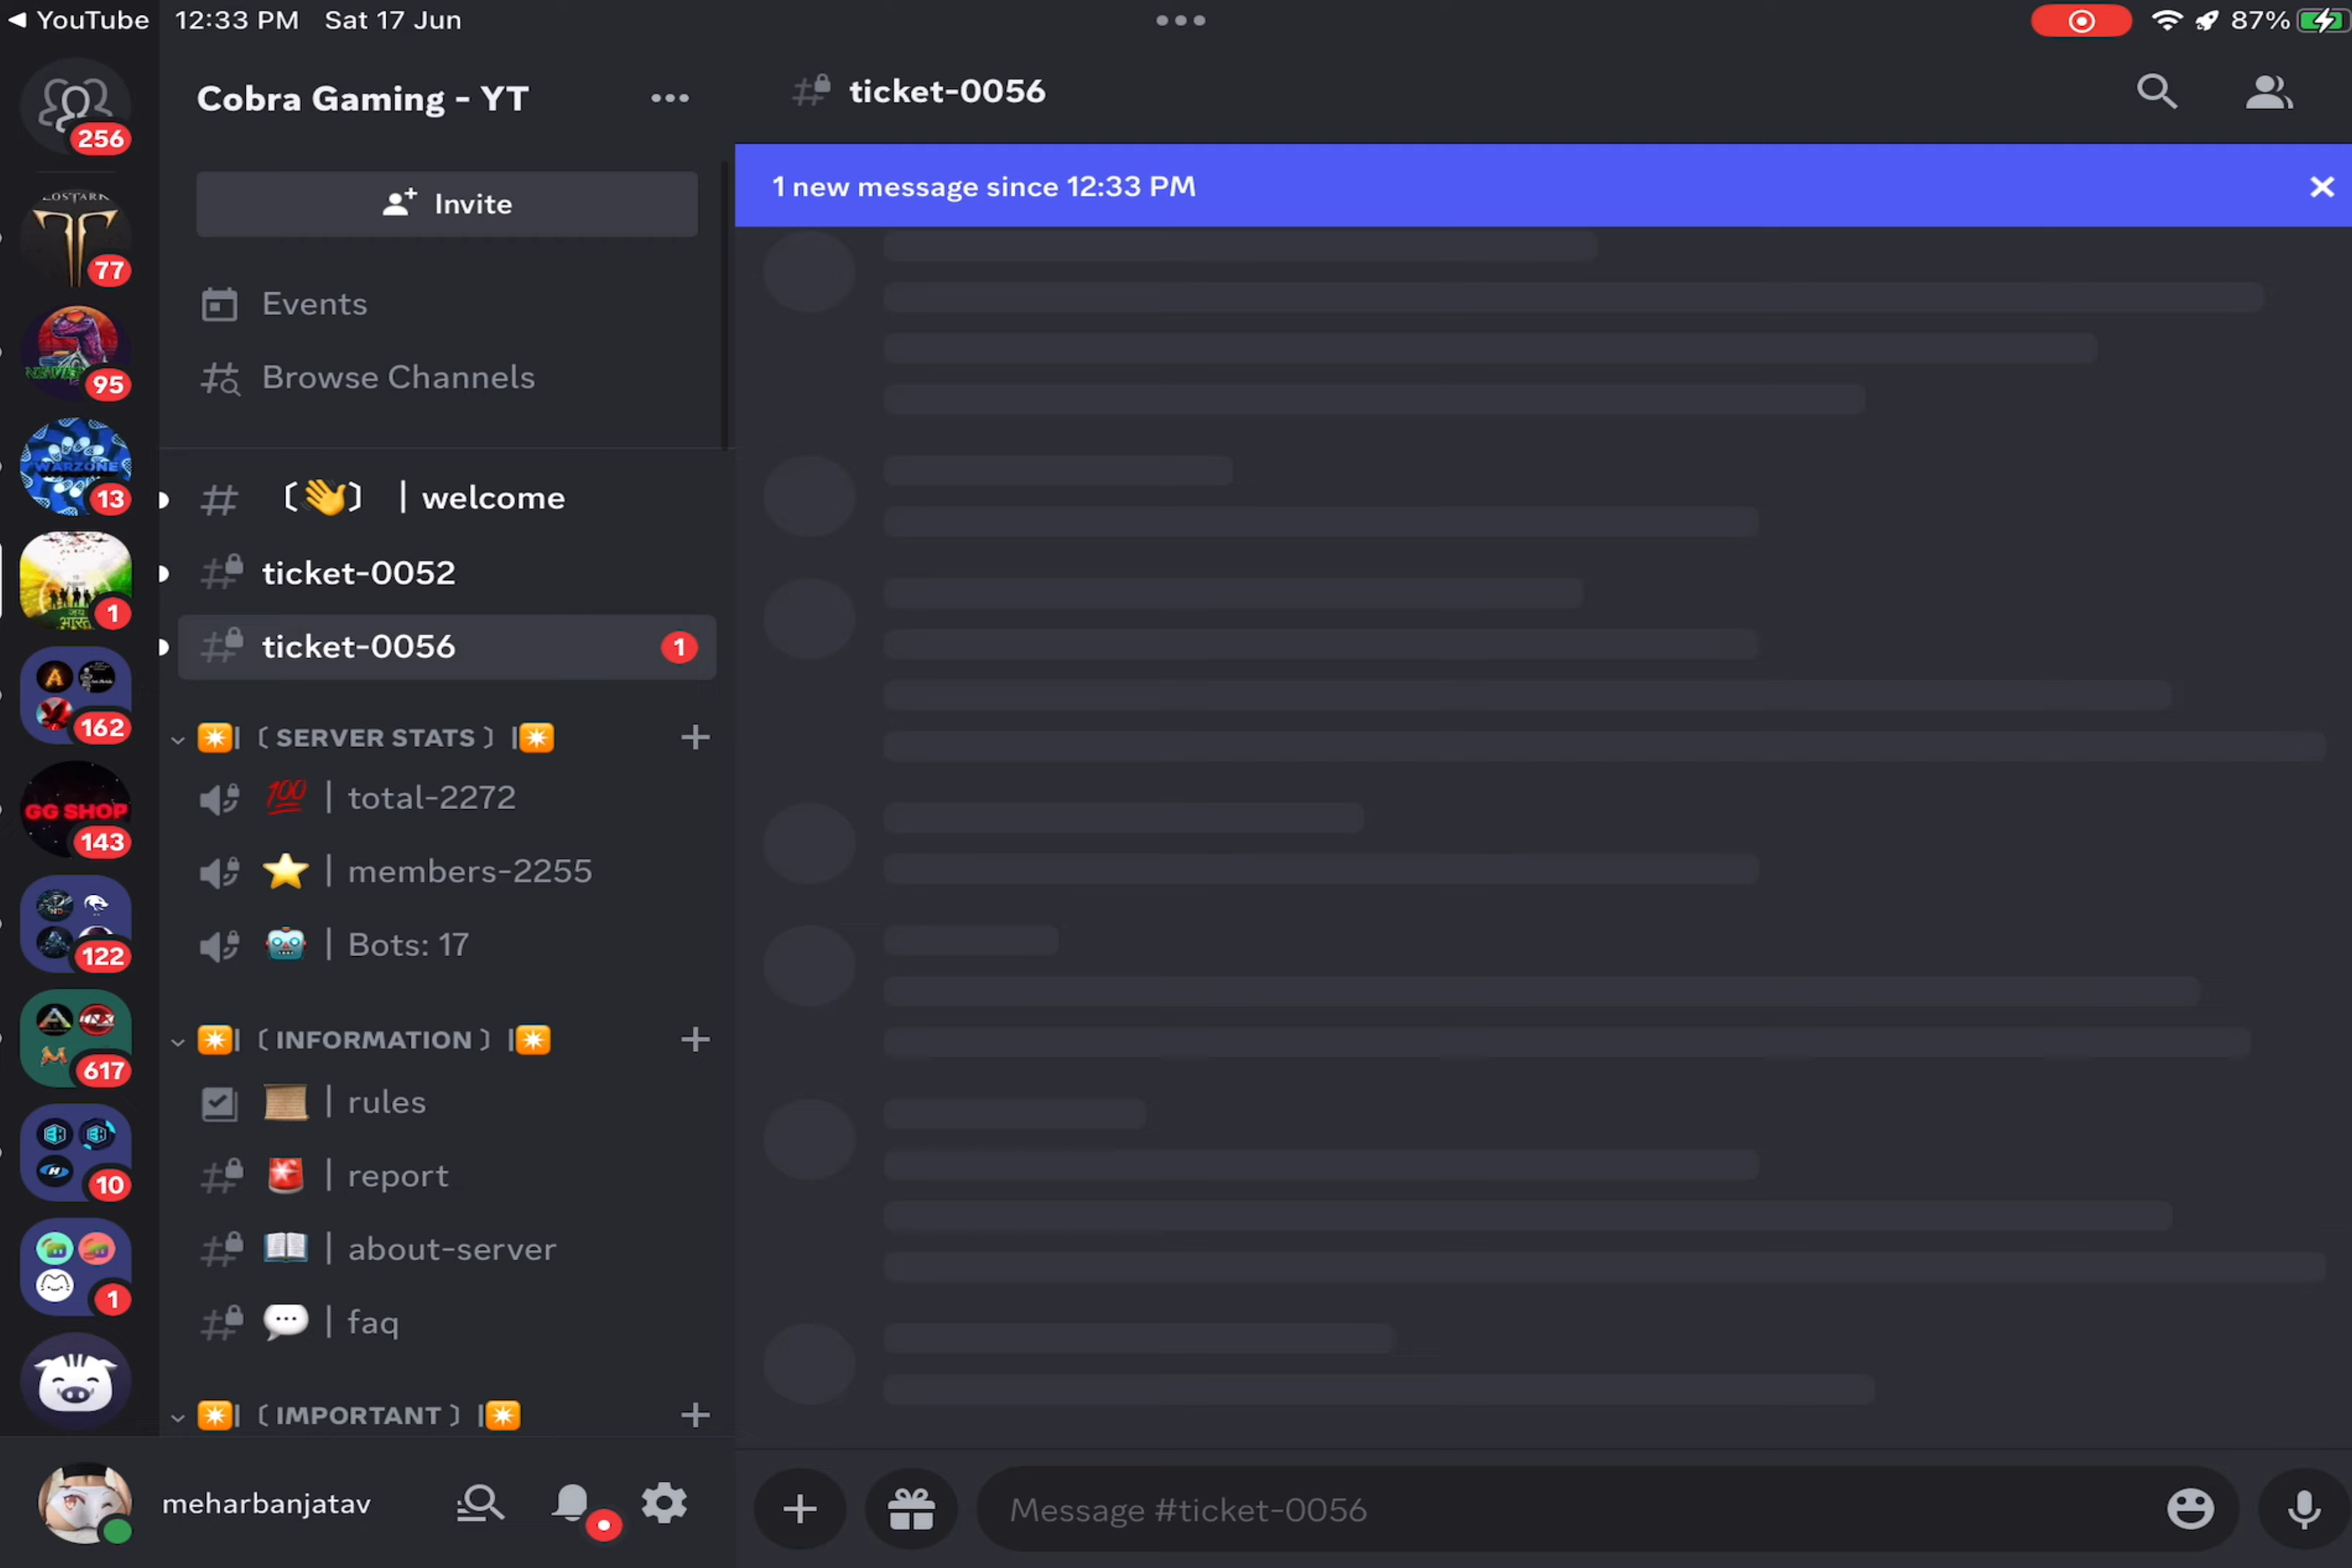 ◀ YouTube 12:33 PM Sat 17 Jun
87%
256
77
95
WARZONE
13
1
162
GG SHOP
143
122
617
10
1
Cobra Gaming - YT
Invite
Events
Browse Channels
〔👋〕 | welcome
ticket-0052
ticket-0056 1
💥|〔 SERVER STATS 〕|💥
💯 | total-2272
⭐ | members-2255
🤖 | Bots: 17
💥|〔 INFORMATION 〕|💥
📜 | rules
🚨 | report
📖 | about-server
💬 | faq
💥|〔 IMPORTANT 〕|💥
meharbanjatav
ticket-0056
1 new message since 12:33 PM
Message #ticket-0056